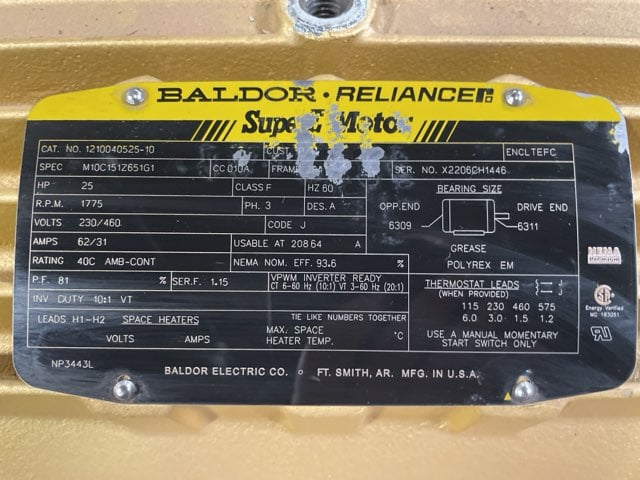 BALDOR · RELIANCE
Super-E Motor
CAT. NO. 1210040525-10 CUST. ENCL TEFC
SPEC M10C151Z651G1 CC 010A FRAME SER. NO. X2206CH1446
HP 25 CLASS F HZ 60 BEARING SIZE
R.P.M. 1775 PH. 3 DES. A OPP.END DRIVE END
VOLTS 230/460 CODE J 6309 6311
AMPS 62/31 USABLE AT 208 64 A GREASE
RATING 40C AMB-CONT NEMA NOM. EFF. 93.6 % POLYREX EM
P.F. 81 % SER.F. 1.15 VPWM INVERTER READY
CT 6-60 Hz (10:1) VT 3-60 Hz (20:1)
THERMOSTAT LEADS J
(WHEN PROVIDED) J
INV DUTY 10:1 VT 115 230 460 575
6.0 3.0 1.5 1.2
LEADS H1-H2 SPACE HEATERS TIE LIKE NUMBERS TOGETHER
VOLTS AMPS MAX. SPACE HEATER TEMP. °C
USE A MANUAL MOMENTARY
START SWITCH ONLY
NEMA
Premium
Energy Verified
MC 183051
NP3443L
BALDOR ELECTRIC CO. FT. SMITH, AR. MFG. IN U.S.A.